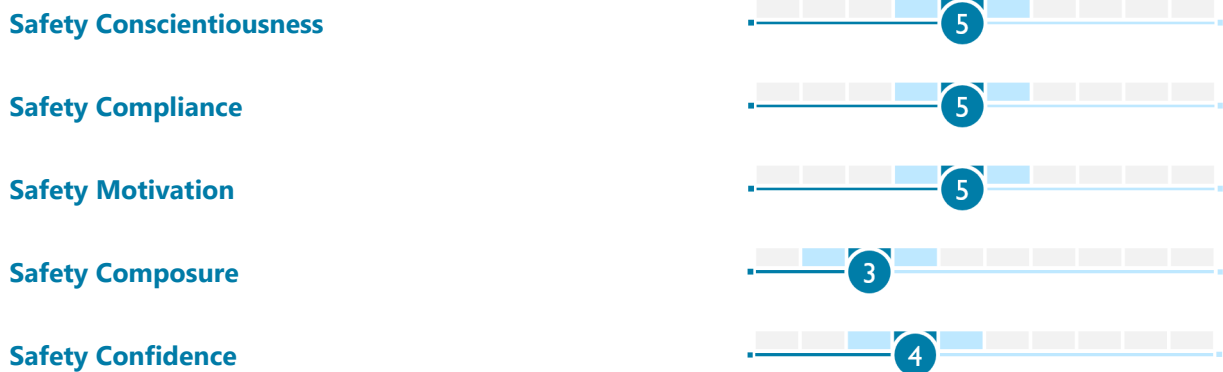 Safety Conscientiousness 5
Safety Compliance 5
Safety Motivation 5
Safety Composure 3
Safety Confidence 4